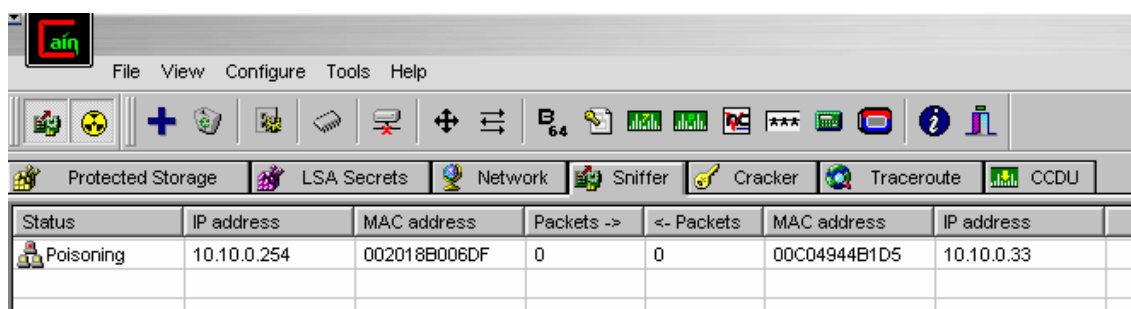 Cain
File View Configure Tools Help
B64 ***
Protected Storage LSA Secrets Network Sniffer Cracker Traceroute CCDU
Status IP address MAC address Packets -> <- Packets MAC address IP address
Poisoning 10.10.0.254 002018B006DF 0 0 00C04944B1D5 10.10.0.33